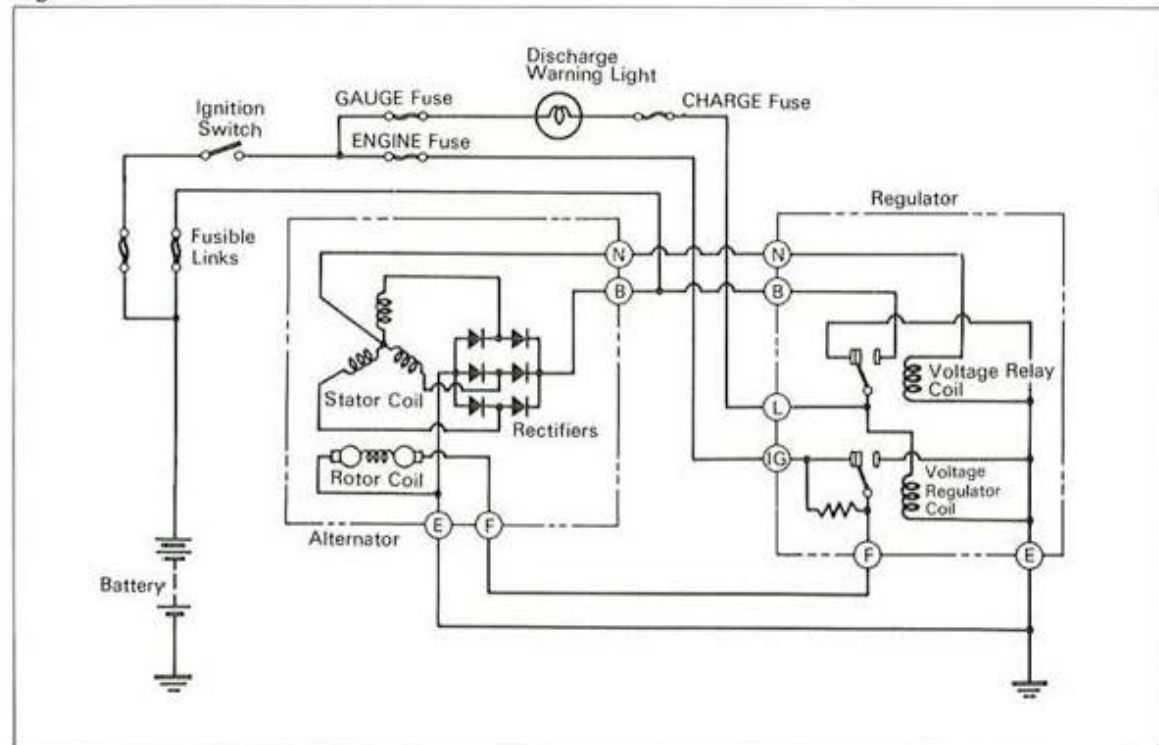 Discharge
Warning Light
GAUGE Fuse
CHARGE Fuse
Ignition
Switch
ENGINE Fuse
Regulator
Fusible
Links
N
N
B
B
Stator Coil
Rectifiers
Voltage Relay
Coil
L
IG
Rotor Coil
Voltage
Regulator
Coil
E
F
Alternator
F
E
Battery